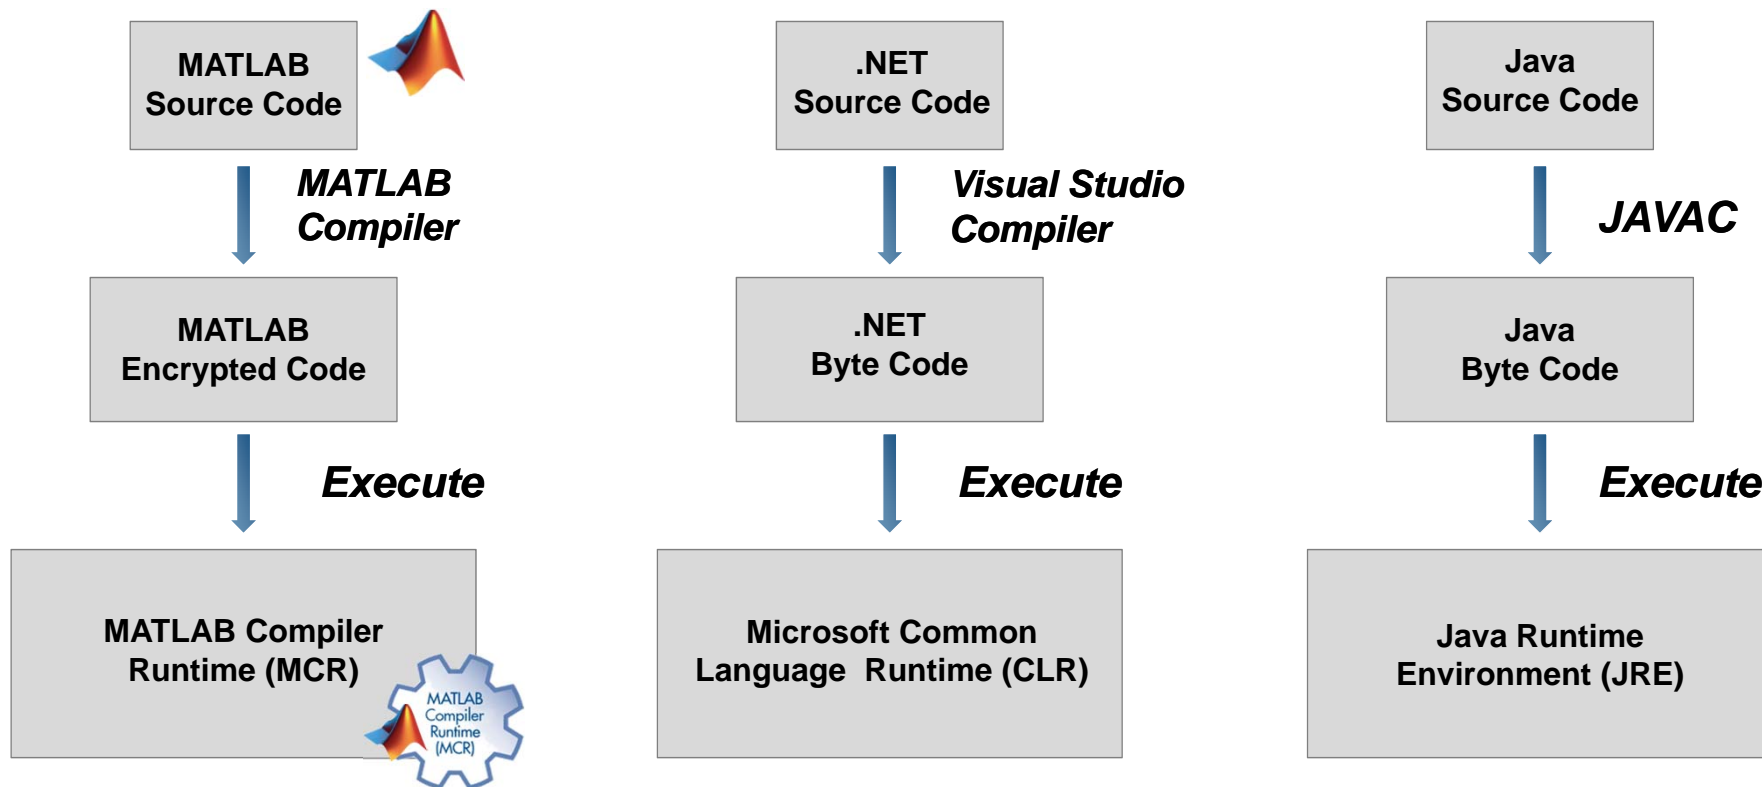 MATLAB
Source Code
MATLAB
Compiler
MATLAB
Encrypted Code
Execute
MATLAB Compiler
Runtime (MCR)
MATLAB
Compiler
Runtime
(MCR)
.NET
Source Code
Visual Studio
Compiler
.NET
Byte Code
Execute
Microsoft Common
Language Runtime (CLR)
Java
Source Code
JAVAC
Java
Byte Code
Execute
Java Runtime
Environment (JRE)